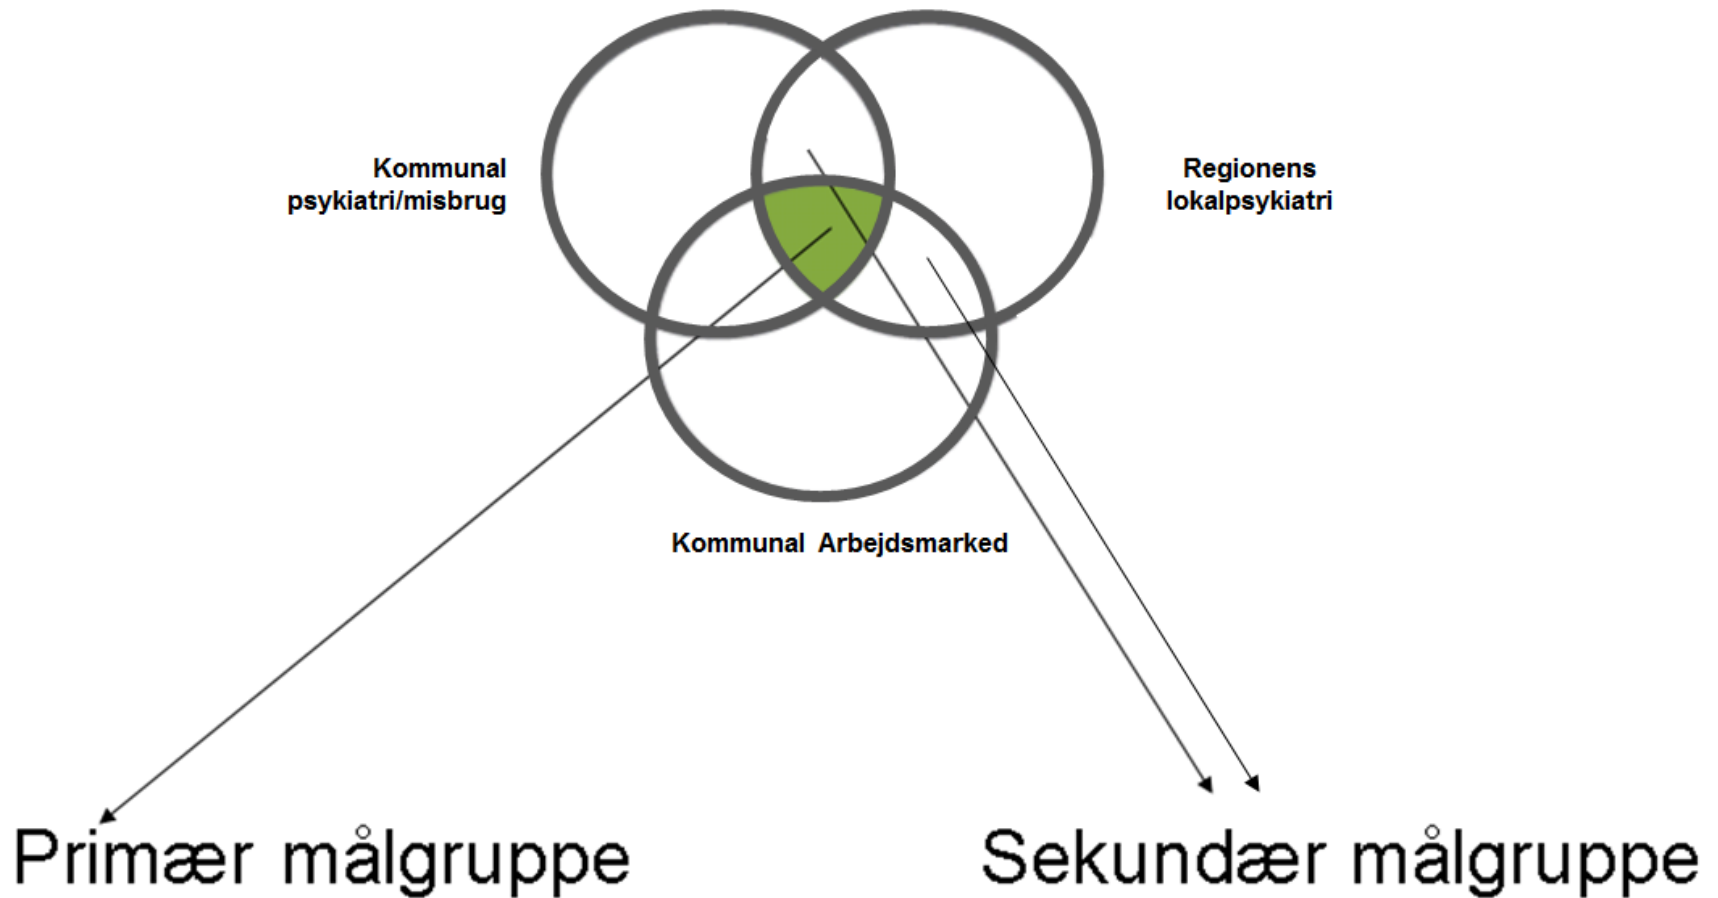 Kommunal
psykiatri/misbrug
Regionens
lokalpsykiatri
Kommunal Arbejdsmarked
Primær målgruppe
Sekundær målgruppe